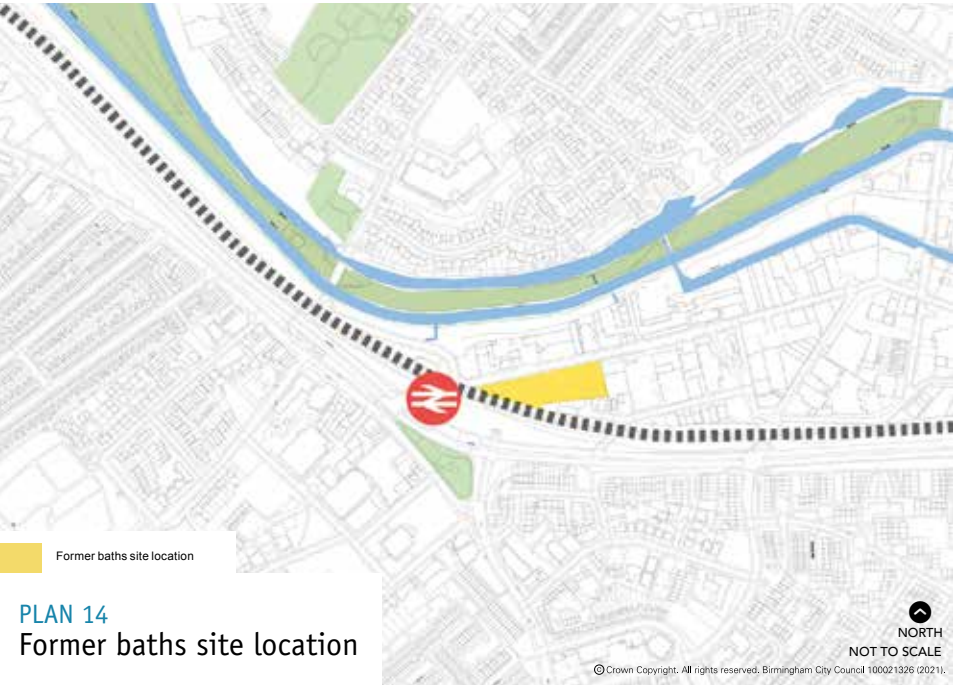 Former baths site location
PLAN 14
Former baths site location
NORTH
NOT TO SCALE
© Crown Copyright. All rights reserved. Birmingham City Council 100021326 (2021).